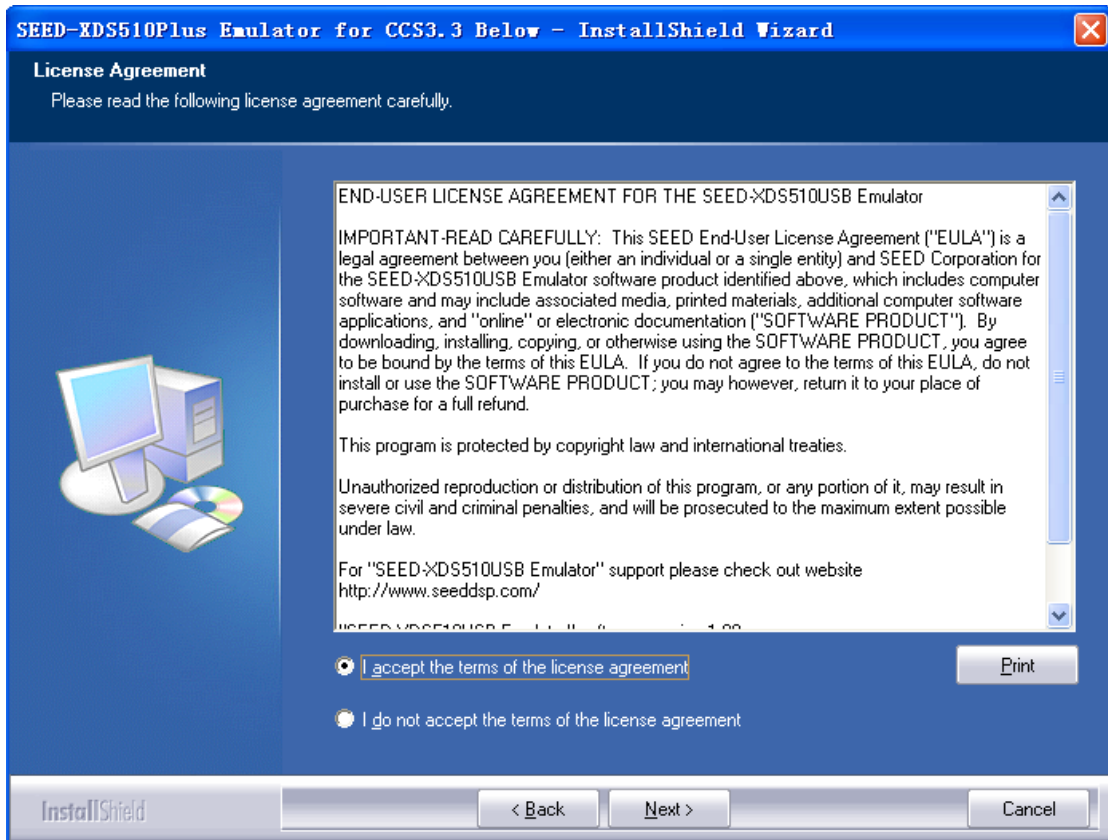 SEED-XDS510Plus Emulator for CCS3.3 Below - InstallShield Wizard
License Agreement
Please read the following license agreement carefully.
END-USER LICENSE AGREEMENT FOR THE SEED-XDS510USB Emulator
IMPORTANT-READ CAREFULLY:  This SEED End-User License Agreement ("EULA") is a
legal agreement between you (either an individual or a single entity) and SEED Corporation for
the SEED-XDS510USB Emulator software product identified above, which includes computer
software and may include associated media, printed materials, additional computer software
applications, and "online" or electronic documentation ("SOFTWARE PRODUCT").  By
downloading, installing, copying, or otherwise using the SOFTWARE PRODUCT, you agree
to be bound by the terms of this EULA.  If you do not agree to the terms of this EULA, do not
install or use the SOFTWARE PRODUCT; you may however, return it to your place of
purchase for a full refund.
This program is protected by copyright law and international treaties.
Unauthorized reproduction or distribution of this program, or any portion of it, may result in
severe civil and criminal penalties, and will be prosecuted to the maximum extent possible
under law.
For "SEED-XDS510USB Emulator" support please check out website
http://www.seeddsp.com/
I accept the terms of the license agreement
Print
I do not accept the terms of the license agreement
InstallShield
< Back
Next >
Cancel